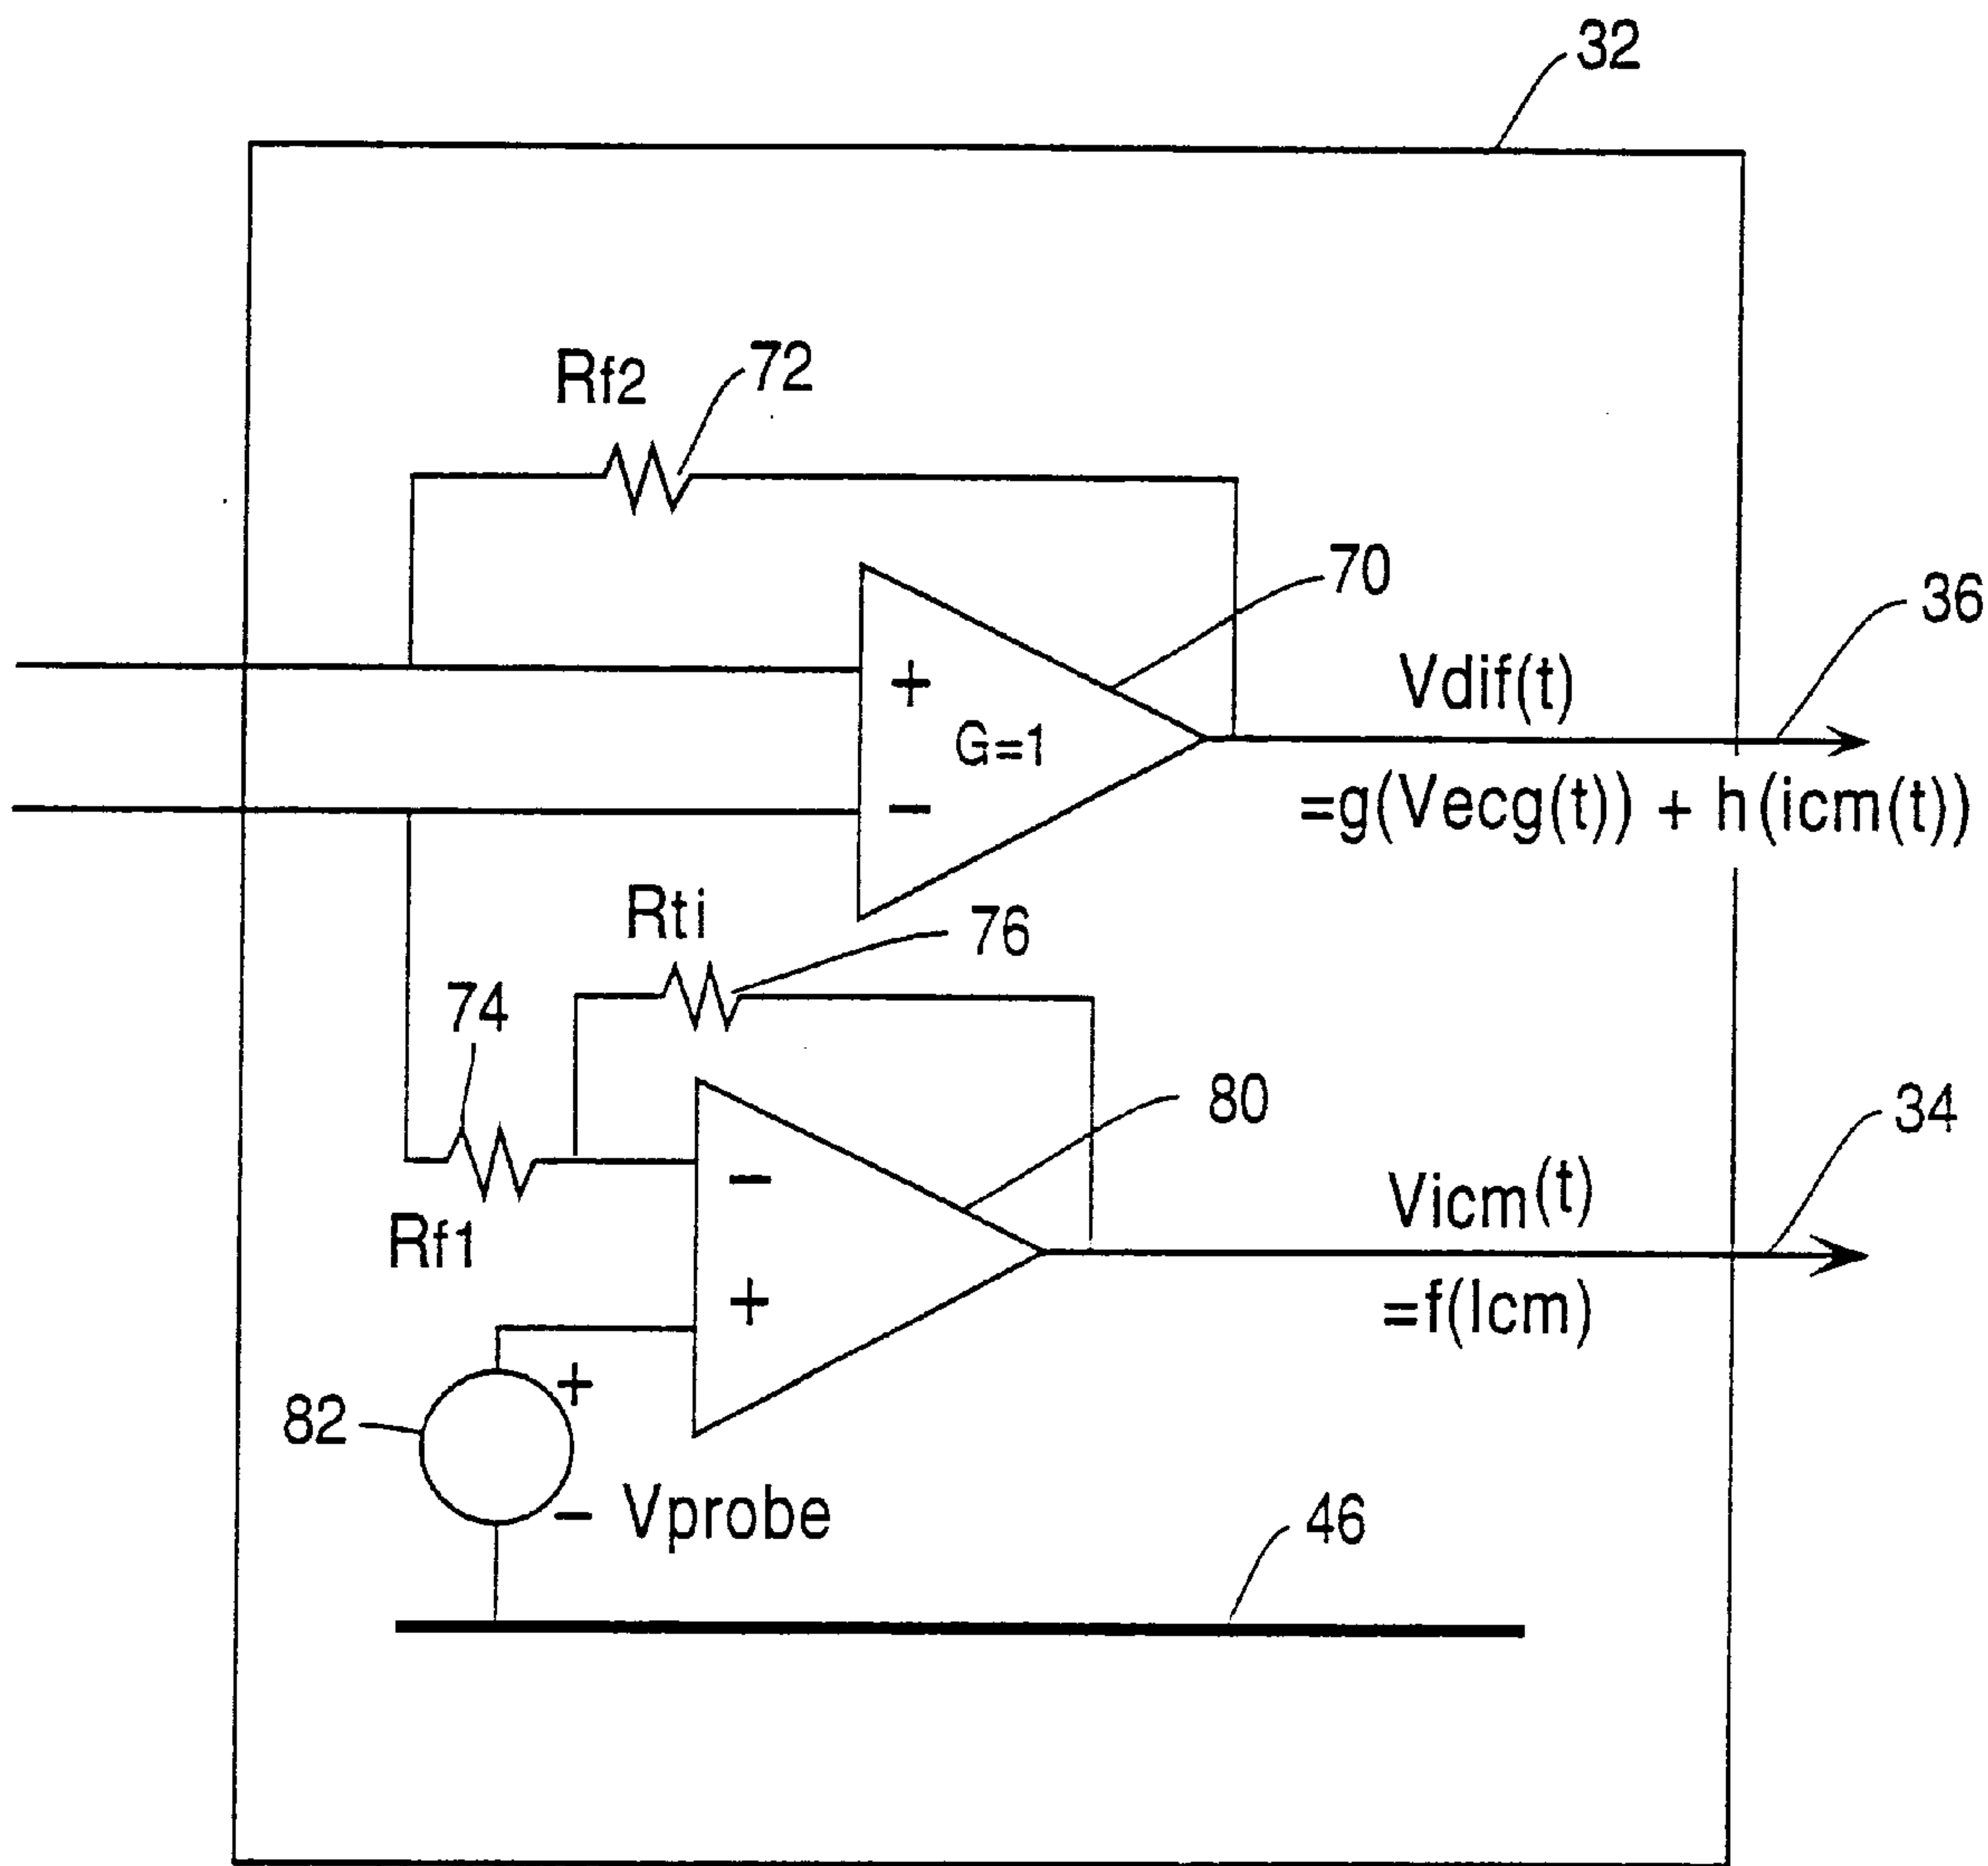 32
Rf2
72
70
36
+
G=1
−
Vdif(t)
=g(Vecg(t)) + h(icm(t))
Rti
76
74
80
34
−
+
Rf1
Vicm(t)
=f(Icm)
82
+
− Vprobe
46